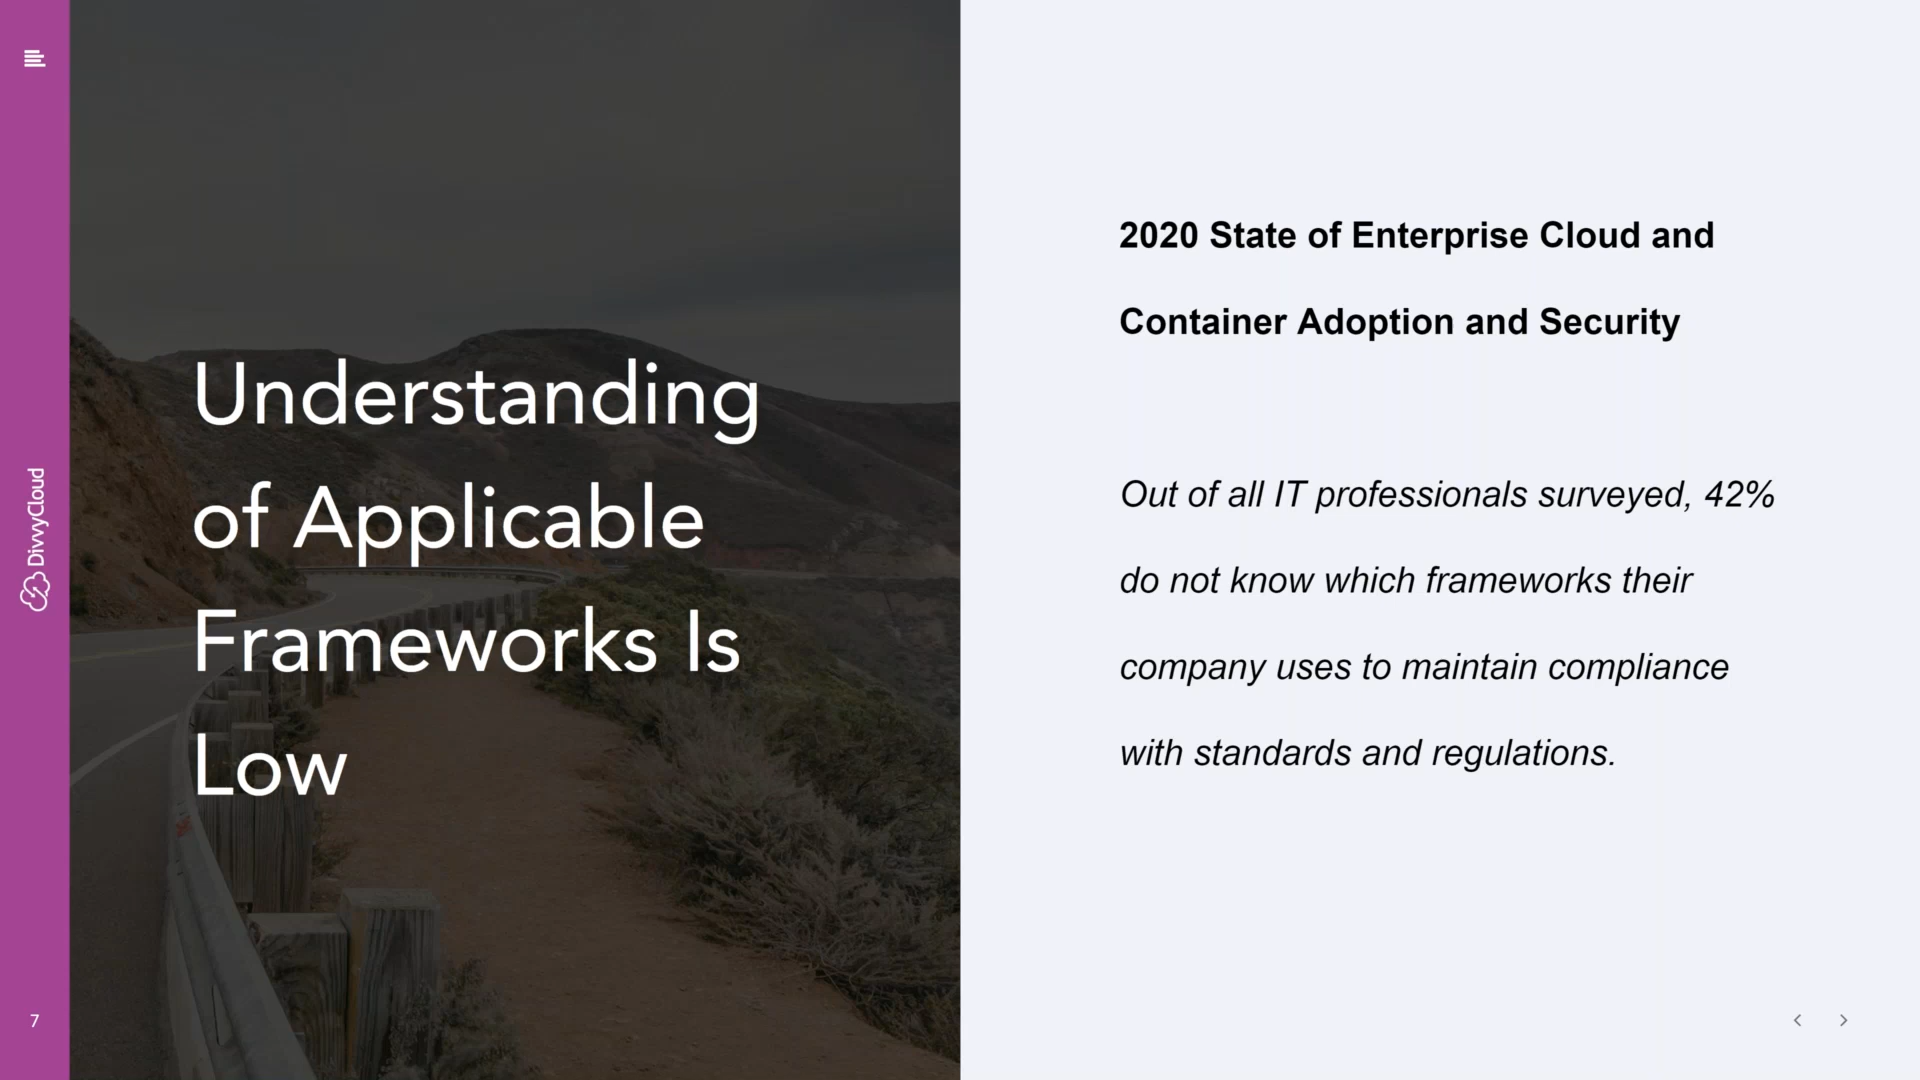 DivvyCloud
7
Understanding
of Applicable
Frameworks Is
Low
2020 State of Enterprise Cloud and
Container Adoption and Security
Out of all IT professionals surveyed, 42%
do not know which frameworks their
company uses to maintain compliance
with standards and regulations.